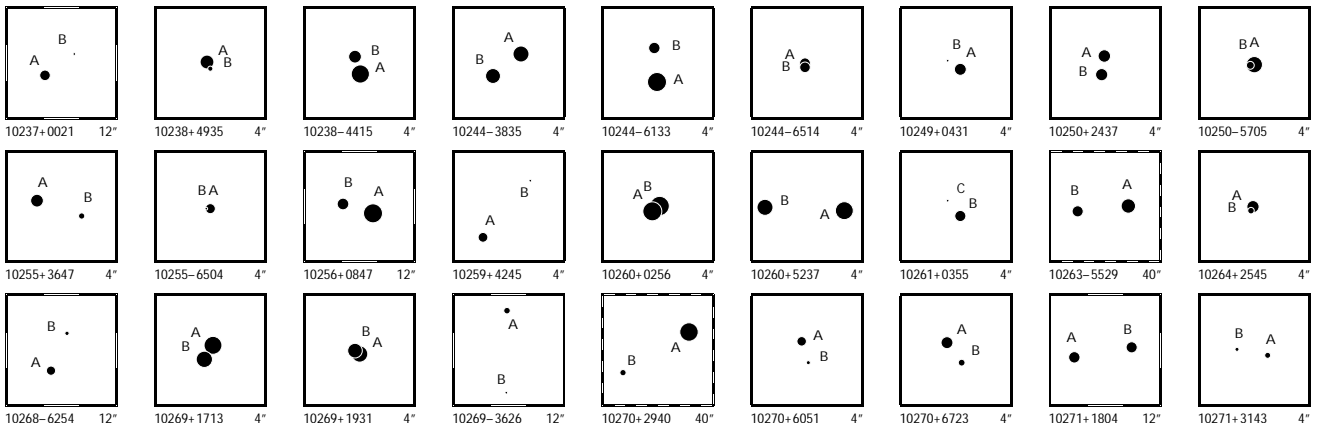 B
A
10237+0021 12″
A
B
10238+4935 4″
B
A
10238−4415 4″
A
B
10244−3835 4″
B
A
10244−6133 4″
A
B
10244−6514 4″
B
A
10249+0431 4″
A
B
10250+2437 4″
B A
10250−5705 4″
A
B
10255+3647 4″
B A
10255−6504 4″
B
A
10256+0847 12″
B
A
10259+4245 4″
B
A
10260+0256 4″
B
A
10260+5237 4″
C
B
10261+0355 4″
A
B
10263−5529 40″
A
B
10264+2545 4″
B
A
10268−6254 12″
A
B
10269+1713 4″
B
A
10269+1931 4″
A
B
10269−3626 12″
A
B
10270+2940 40″
A
B
10270+6051 4″
A
B
10270+6723 4″
B
A
10271+1804 12″
B
A
10271+3143 4″